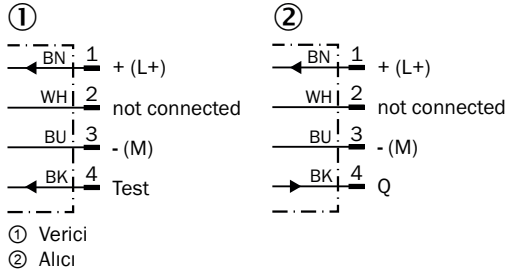 ① ②
BN 1 + (L+) BN 1 + (L+)
WH 2 not connected WH 2 not connected
BU 3 - (M) BU 3 - (M)
BK 4 Test BK 4 Q
① Verici
② Alıcı